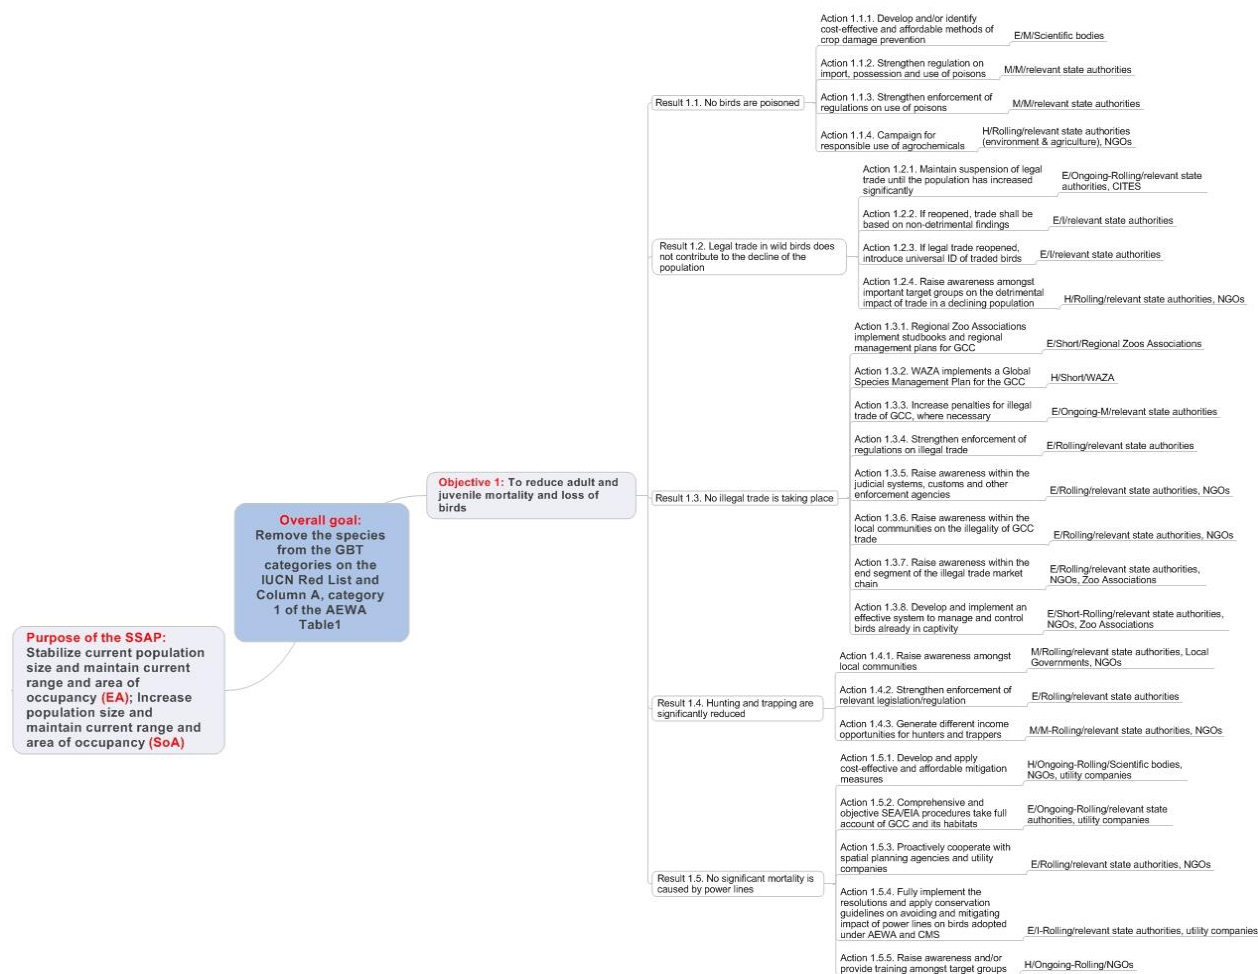 Purpose of the SSAP:
Stabilize current population
size and maintain current
range and area of
occupancy (EA); Increase
population size and
maintain current range and
area of occupancy (SoA)
Overall goal:
Remove the species
from the GBT
categories on the
IUCN Red List and
Column A, category
1 of the AEWA
Table1
Objective 1: To reduce adult and
juvenile mortality and loss of
birds
Result 1.1. No birds are poisoned
Action 1.1.1. Develop and/or identify
cost-effective and affordable methods of
crop damage prevention
E/M/Scientific bodies
Action 1.1.2. Strengthen regulation on
import, possession and use of poisons
M/M/relevant state authorities
Action 1.1.3. Strengthen enforcement of
regulations on use of poisons
M/M/relevant state authorities
Action 1.1.4. Campaign for
responsible use of agrochemicals
H/Rolling/relevant state authorities
(environment & agriculture), NGOs
Result 1.2. Legal trade in wild birds does
not contribute to the decline of the
population
Action 1.2.1. Maintain suspension of legal
trade until the population has increased
significantly
E/Ongoing-Rolling/relevant state
authorities, CITES
Action 1.2.2. If reopened, trade shall be
based on non-detrimental findings
E/I/relevant state authorities
Action 1.2.3. If legal trade reopened,
introduce universal ID of traded birds
E/I/relevant state authorities
Action 1.2.4. Raise awareness amongst
important target groups on the detrimental
impact of trade in a declining population
H/Rolling/relevant state authorities, NGOs
Result 1.3. No illegal trade is taking place
Action 1.3.1. Regional Zoo Associations
implement studbooks and regional
management plans for GCC
E/Short/Regional Zoos Associations
Action 1.3.2. WAZA implements a Global
Species Management Plan for the GCC
H/Short/WAZA
Action 1.3.3. Increase penalties for illegal
trade of GCC, where necessary
E/Ongoing-M/relevant state authorities
Action 1.3.4. Strengthen enforcement of
regulations on illegal trade
E/Rolling/relevant state authorities
Action 1.3.5. Raise awareness within the
judicial systems, customs and other
enforcement agencies
E/Rolling/relevant state authorities, NGOs
Action 1.3.6. Raise awareness within the
local communities on the illegality of GCC
trade
E/Rolling/relevant state authorities, NGOs
Action 1.3.7. Raise awareness within the
end segment of the illegal trade market
chain
E/Rolling/relevant state authorities,
NGOs, Zoo Associations
Action 1.3.8. Develop and implement an
effective system to manage and control
birds already in captivity
E/Short-Rolling/relevant state authorities,
NGOs, Zoo Associations
Result 1.4. Hunting and trapping are
significantly reduced
Action 1.4.1. Raise awareness amongst
local communities
M/Rolling/relevant state authorities, Local
Governments, NGOs
Action 1.4.2. Strengthen enforcement of
relevant legislation/regulation
E/Rolling/relevant state authorities
Action 1.4.3. Generate different income
opportunities for hunters and trappers
M/M-Rolling/relevant state authorities, NGOs
Result 1.5. No significant mortality is
caused by power lines
Action 1.5.1. Develop and apply
cost-effective and affordable mitigation
measures
H/Ongoing-Rolling/Scientific bodies,
NGOs, utility companies
Action 1.5.2. Comprehensive and
objective SEA/EIA procedures take full
account of GCC and its habitats
E/Ongoing-Rolling/relevant state
authorities, utility companies
Action 1.5.3. Proactively cooperate with
spatial planning agencies and utility
companies
E/Rolling/relevant state authorities, NGOs
Action 1.5.4. Fully implement the
resolutions and apply conservation
guidelines on avoiding and mitigating
impact of power lines on birds adopted
under AEWA and CMS
E/I-Rolling/relevant state authorities, utility companies
Action 1.5.5. Raise awareness and/or
provide training amongst target groups
H/Ongoing-Rolling/NGOs